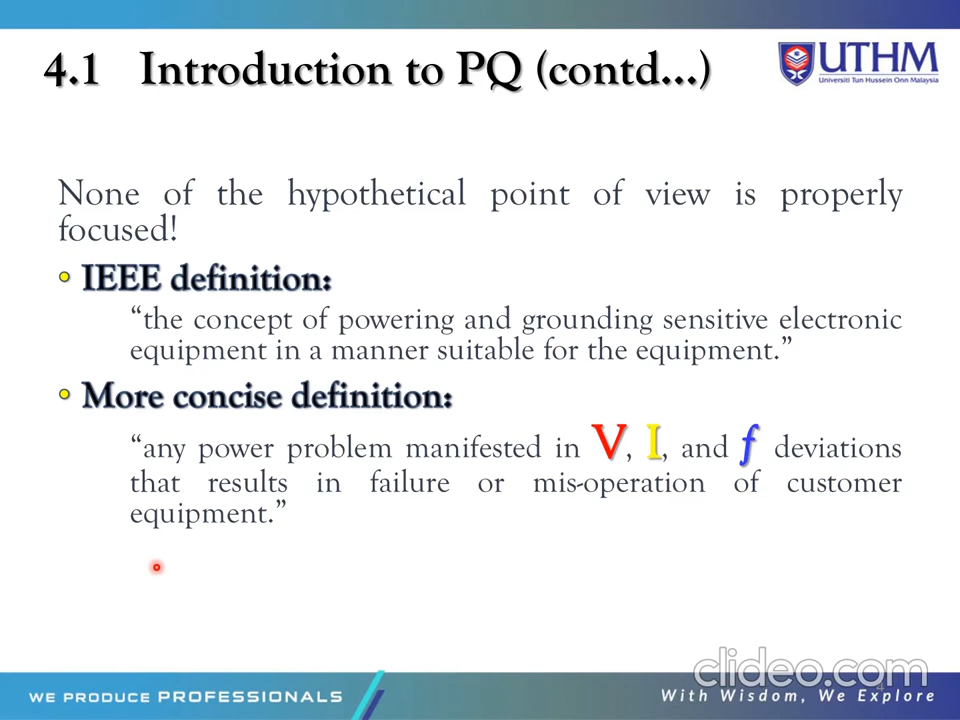 4.1 Introduction to PQ (contd...)
UTHM
Universiti Tun Hussein Onn Malaysia
None of the hypothetical point of view is properly
focused!
• IEEE definition:
“the concept of powering and grounding sensitive electronic
equipment in a manner suitable for the equipment.”
• More concise definition:
“any power problem manifested in V, I, and f deviations
that results in failure or mis-operation of customer
equipment.”
clideo.com
4
WE PRODUCE PROFESSIONALS
With Wisdom, We Explore